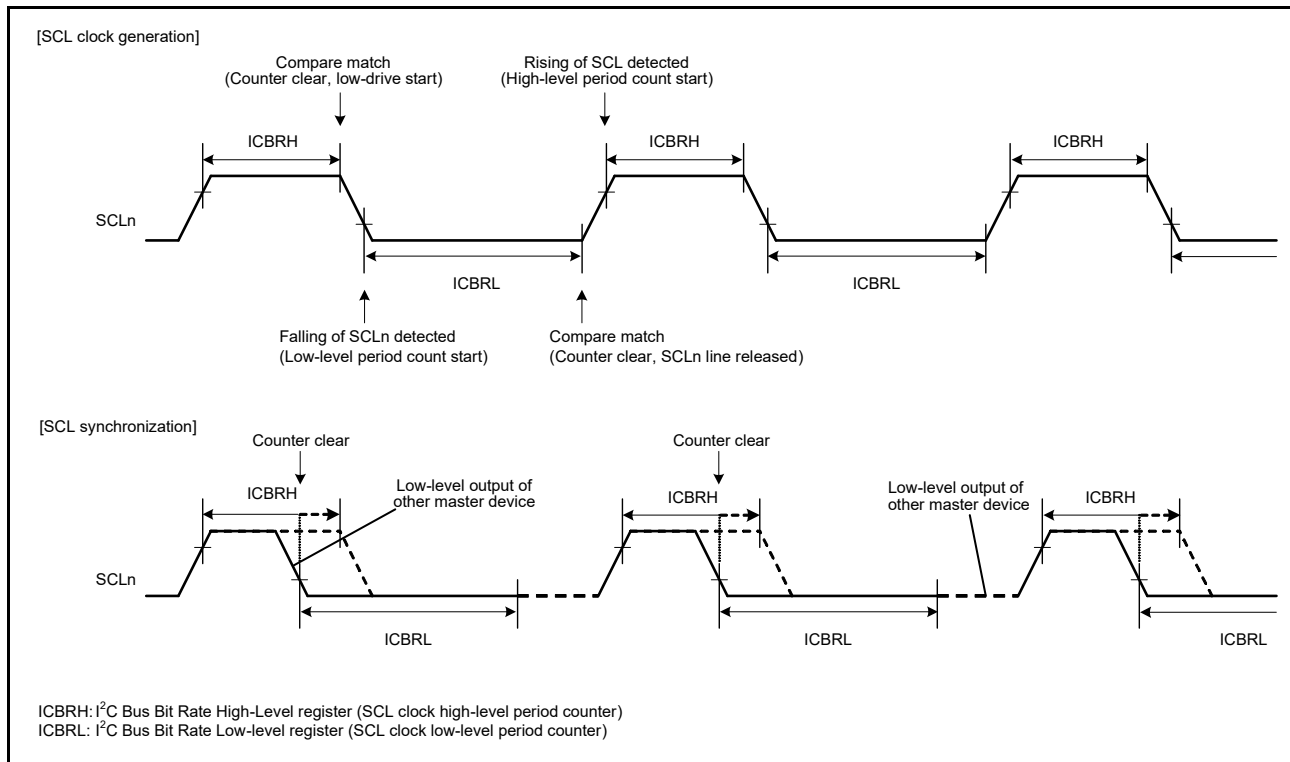 [SCL clock generation]
Compare match
(Counter clear, low-drive start)
Rising of SCL detected
(High-level period count start)
ICBRH
ICBRH
ICBRH
SCLn
ICBRL
ICBRL
Falling of SCLn detected
(Low-level period count start)
Compare match
(Counter clear, SCLn line released)
[SCL synchronization]
Counter clear
Counter clear
ICBRH
Low-level output of
other master device
ICBRH
Low-level output of
other master device
ICBRH
SCLn
ICBRL
ICBRL
ICBRL
ICBRH: I²C Bus Bit Rate High-Level register (SCL clock high-level period counter)
ICBRL: I²C Bus Bit Rate Low-level register (SCL clock low-level period counter)